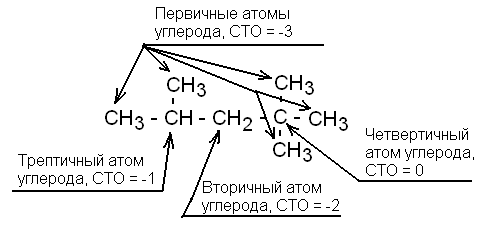 Первичные атомы
углерода, СТО = -3
CH3 CH3
CH3 - CH - CH2 - C - CH3
CH3
Четвертичный
атом углерода,
СТО = 0
Трептичный атом
углерода, СТО = -1
Вторичный атом
углерода, СТО = -2